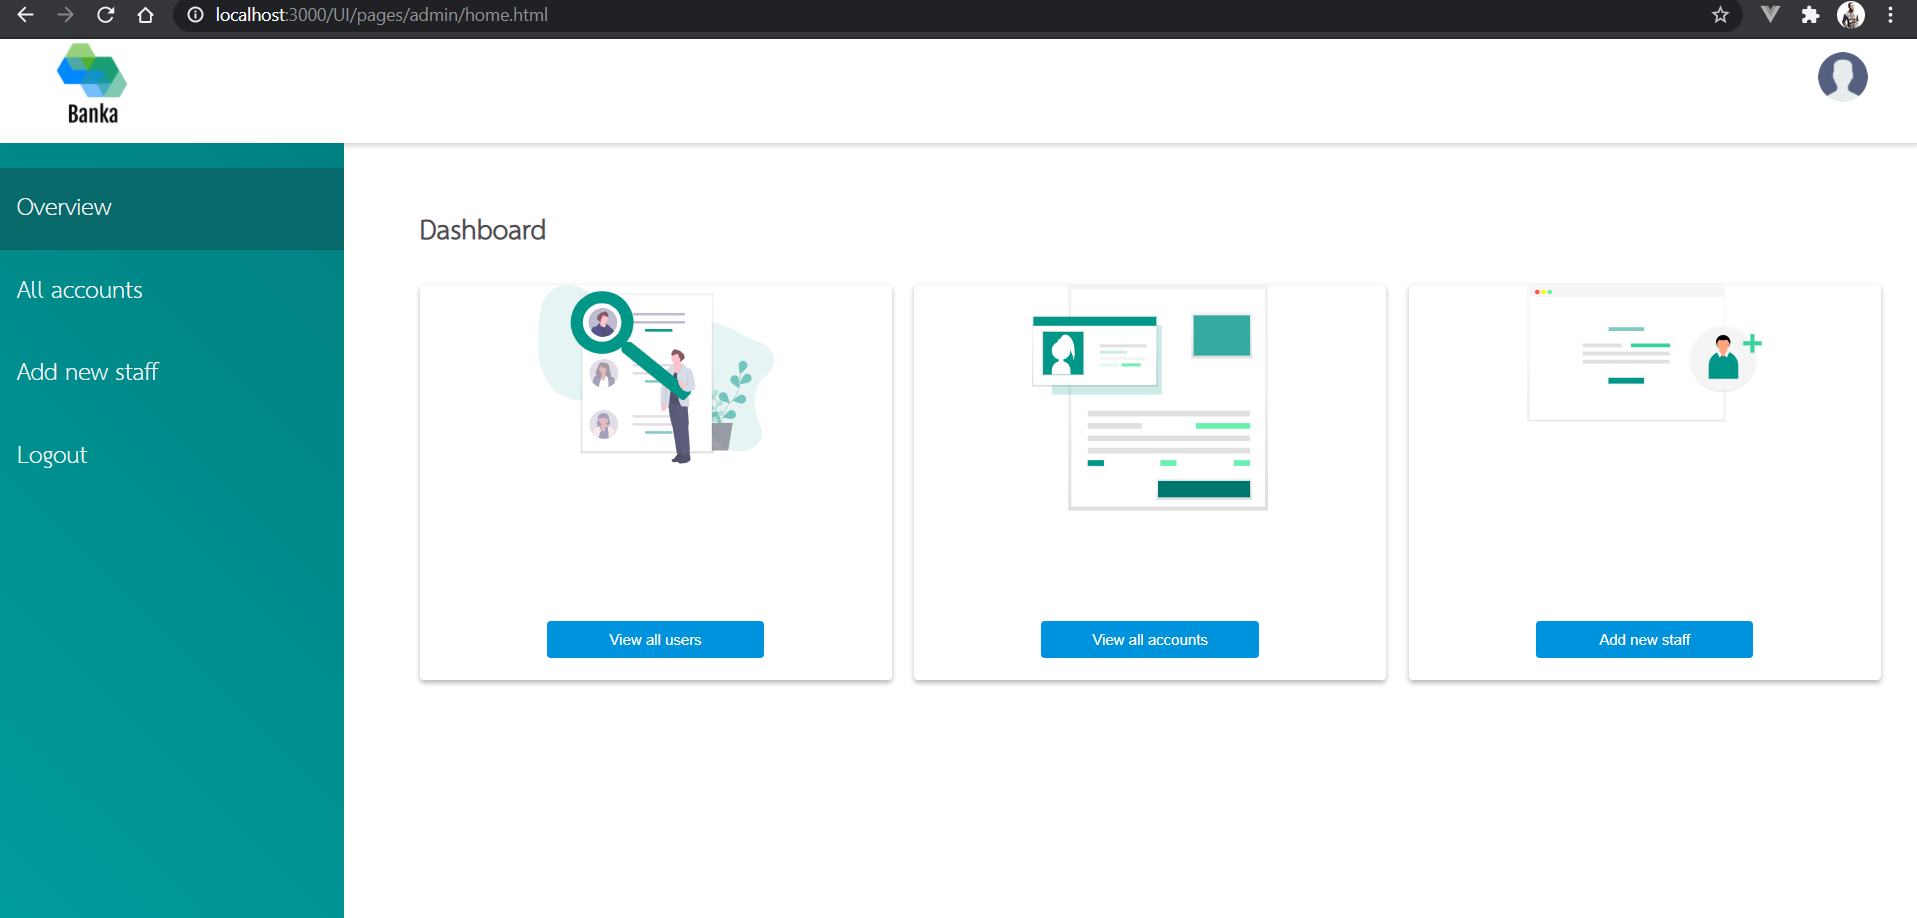 localhost:3000/UI/pages/admin/home.html
Banka
Overview
All accounts
Add new staff
Logout
Dashboard
View all users
View all accounts
Add new staff